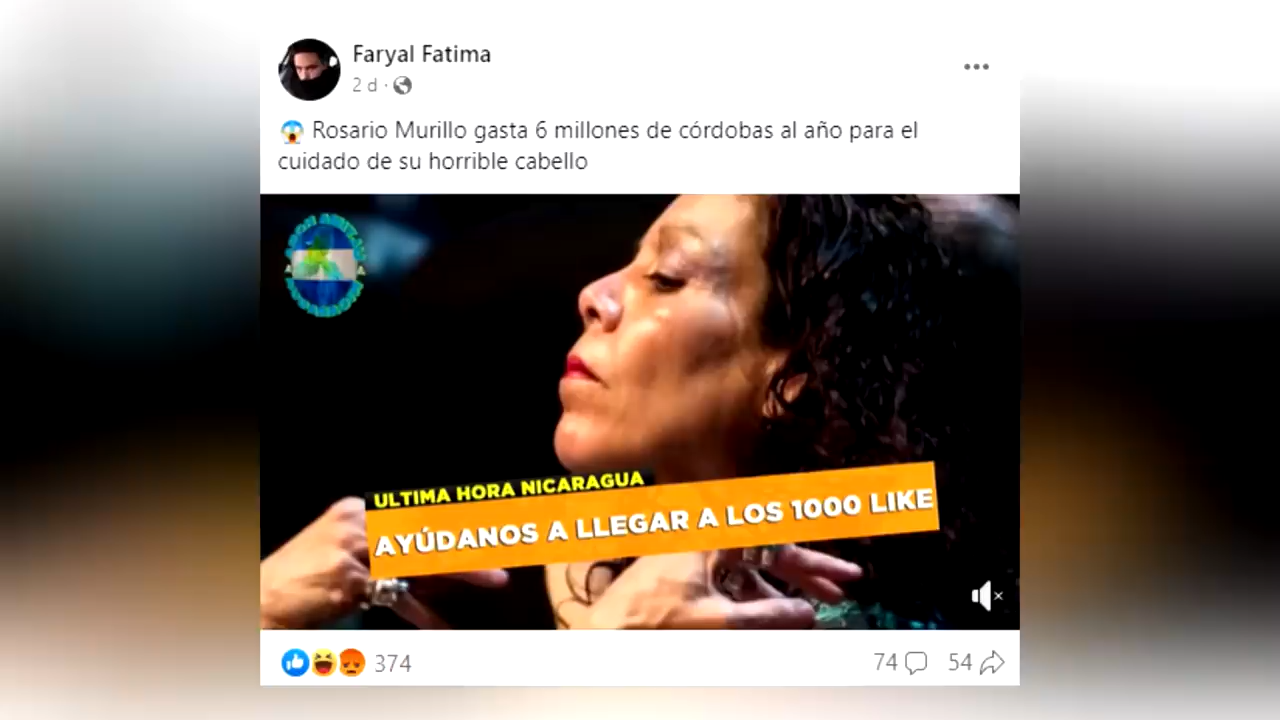 Faryal Fatima
2 d ·
Rosario Murillo gasta 6 millones de córdobas al año para el
cuidado de su horrible cabello
ULTIMA HORA NICARAGUA
AYÚDANOS A LLEGAR A LOS 1000 LIKE
374
74
54